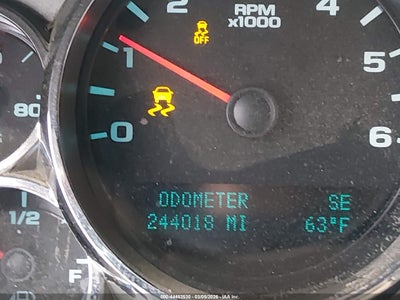 2
4
OFF
RPM
x1000
1
5
80
0
6
1/2
ODOMETER SE
244018 MI 63°F
F